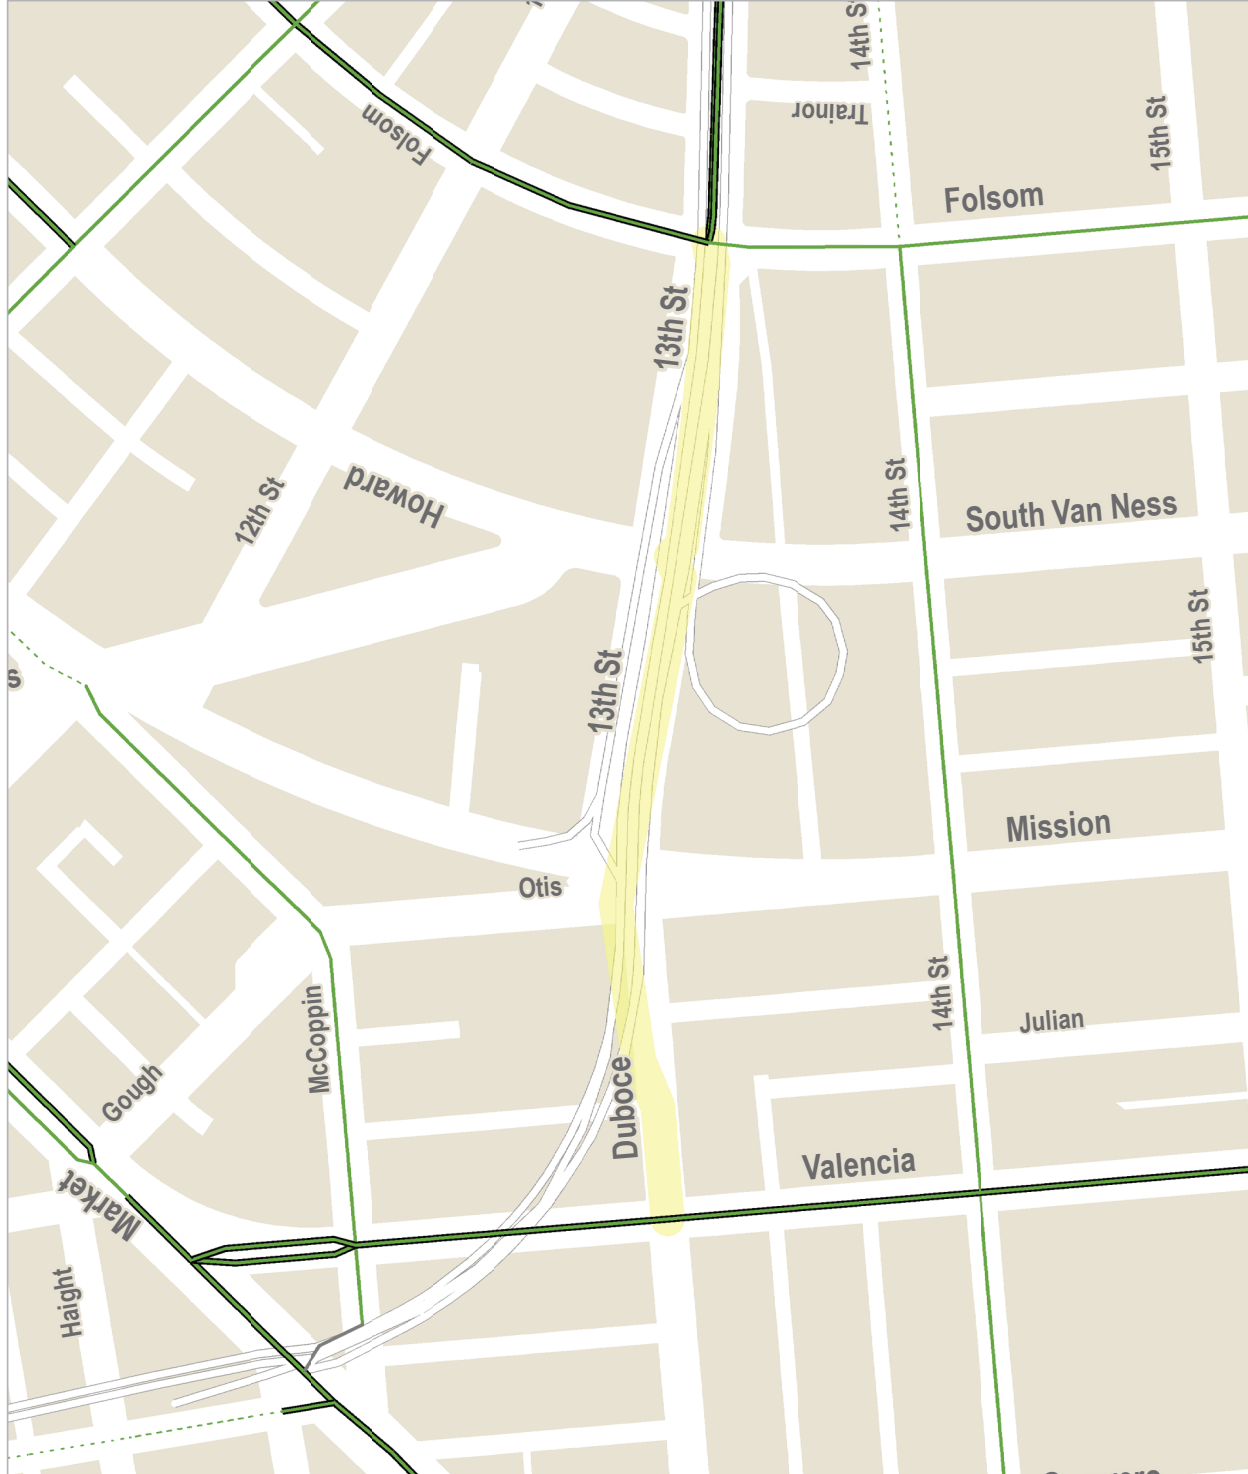 14th S
Trainor
15th St
Folsom
Folsom
13th St
14th St
Howard
12th St
South Van Ness
15th St
13th St
s
Mission
Otis
14th St
McCoppin
Julian
Gough
Duboce
Valencia
Market
Haight